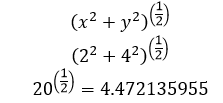 (x² + y²)^(1/2)
(2² + 4²)^(1/2)
20^(1/2) = 4.472135955